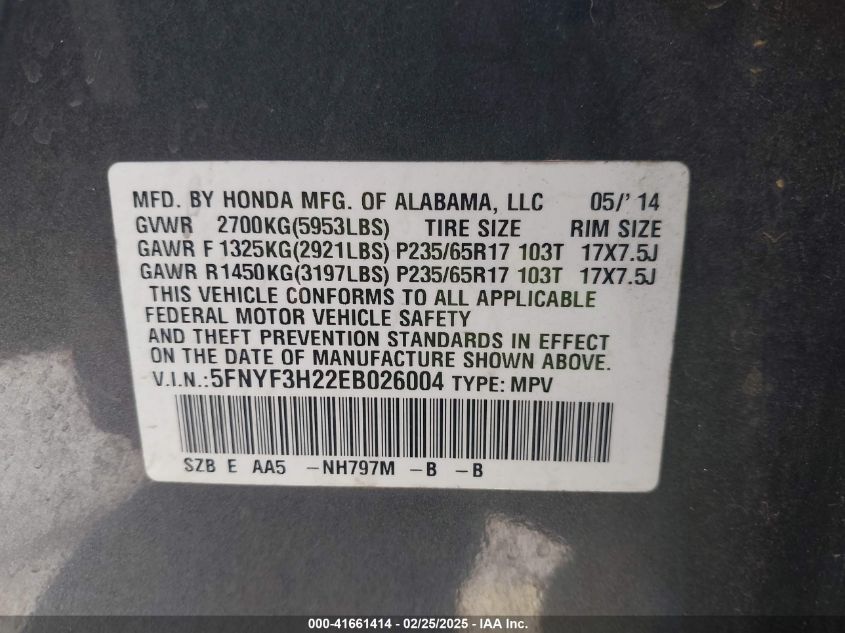 MFD. BY HONDA MFG. OF ALABAMA, LLC 05/' 14
GVWR 2700KG(5953LBS) TIRE SIZE RIM SIZE
GAWR F 1325KG(2921LBS) P235/65R17 103T 17X7.5J
GAWR R1450KG(3197LBS) P235/65R17 103T 17X7.5J
THIS VEHICLE CONFORMS TO ALL APPLICABLE
FEDERAL MOTOR VEHICLE SAFETY
AND THEFT PREVENTION STANDARDS IN EFFECT
ON THE DATE OF MANUFACTURE SHOWN ABOVE.
V.I.N.:5FNYF3H22EB026004 TYPE: MPV
SZB E AA5 -NH797M -B -B
000-41661414 - 02/25/2025 - IAA Inc.